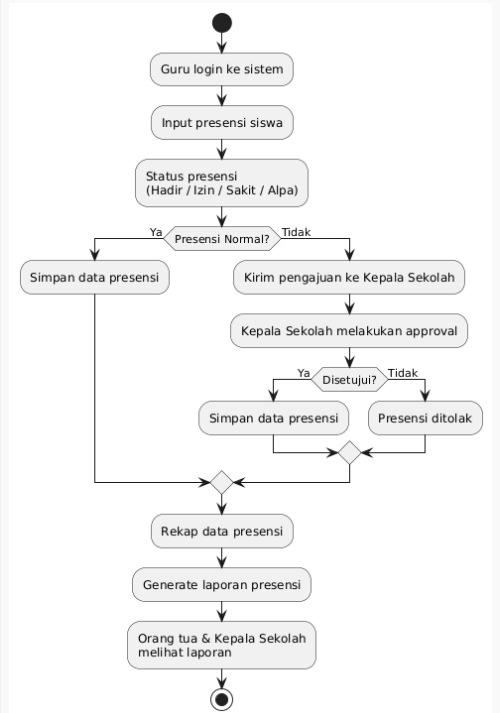 Guru login ke sistem
Input presensi siswa
Status presensi
(Hadir / Izin / Sakit / Alpa)
Ya
Presensi Normal?
Tidak
Simpan data presensi
Kirim pengajuan ke Kepala Sekolah
Kepala Sekolah melakukan approval
Ya
Disetujui?
Tidak
Simpan data presensi
Presensi ditolak
Rekap data presensi
Generate laporan presensi
Orang tua & Kepala Sekolah
melihat laporan